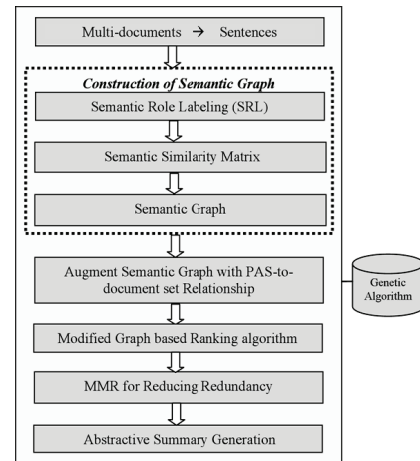 Multi-documents → Sentences
Construction of Semantic Graph
Semantic Role Labeling (SRL)
Semantic Similarity Matrix
Semantic Graph
Augment Semantic Graph with PAS-to-
document set Relationship
Modified Graph based Ranking algorithm
MMR for Reducing Redundancy
Abstractive Summary Generation
Genetic
Algorithm